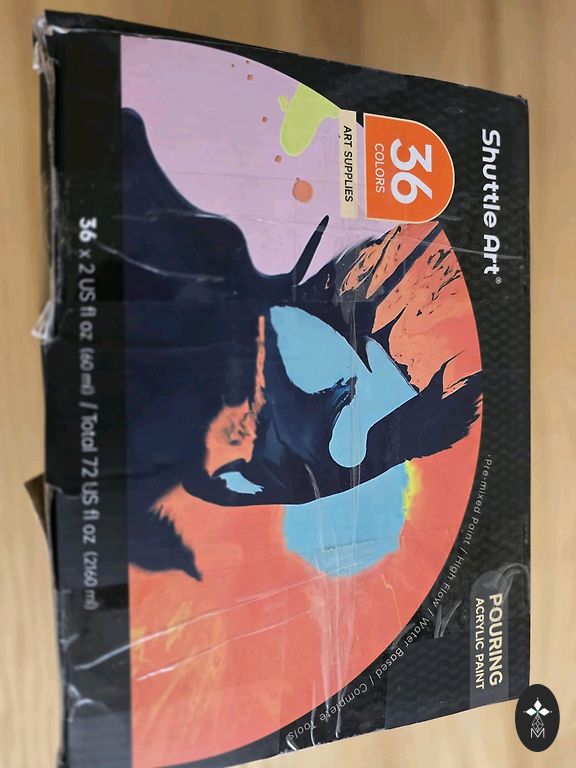 Shuttle Art®
36
COLORS
ART SUPPLIES
Pre-mixed Paint / High Flow / Water Based / Complete Tools
POURING
ACRYLIC PAINT
36 x 2 US fl oz (60 ml) / Total 72 US fl oz (2160 ml)
M